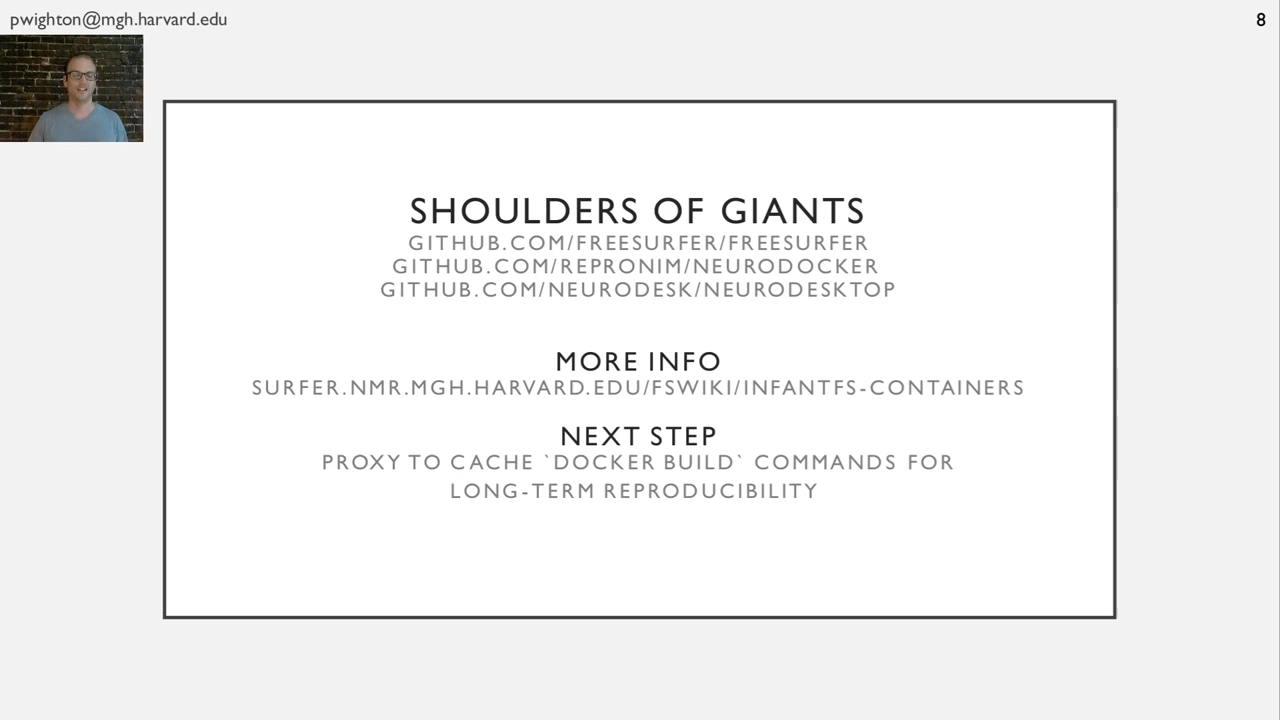 pwighton@mgh.harvard.edu
8
SHOULDERS OF GIANTS
GITHUB.COM/FREESURFER/FREESURFER
GITHUB.COM/REPRONIM/NEURODOCKER
GITHUB.COM/NEURODESK/NEURODESKTOP
MORE INFO
SURFER.NMR.MGH.HARVARD.EDU/FSWIKI/INFANTFS-CONTAINERS
NEXT STEP
PROXY TO CACHE `DOCKER BUILD` COMMANDS FOR
LONG-TERM REPRODUCIBILITY